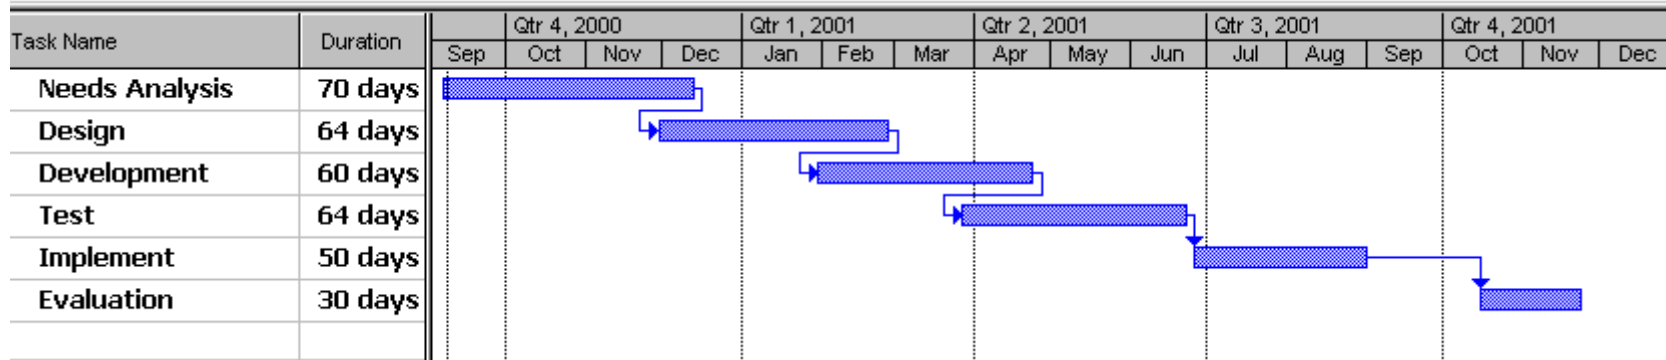 Task Name Duration Qtr 4, 2000 Qtr 1, 2001 Qtr 2, 2001 Qtr 3, 2001 Qtr 4, 2001
Sep Oct Nov Dec Jan Feb Mar Apr May Jun Jul Aug Sep Oct Nov Dec
Needs Analysis 70 days
Design 64 days
Development 60 days
Test 64 days
Implement 50 days
Evaluation 30 days